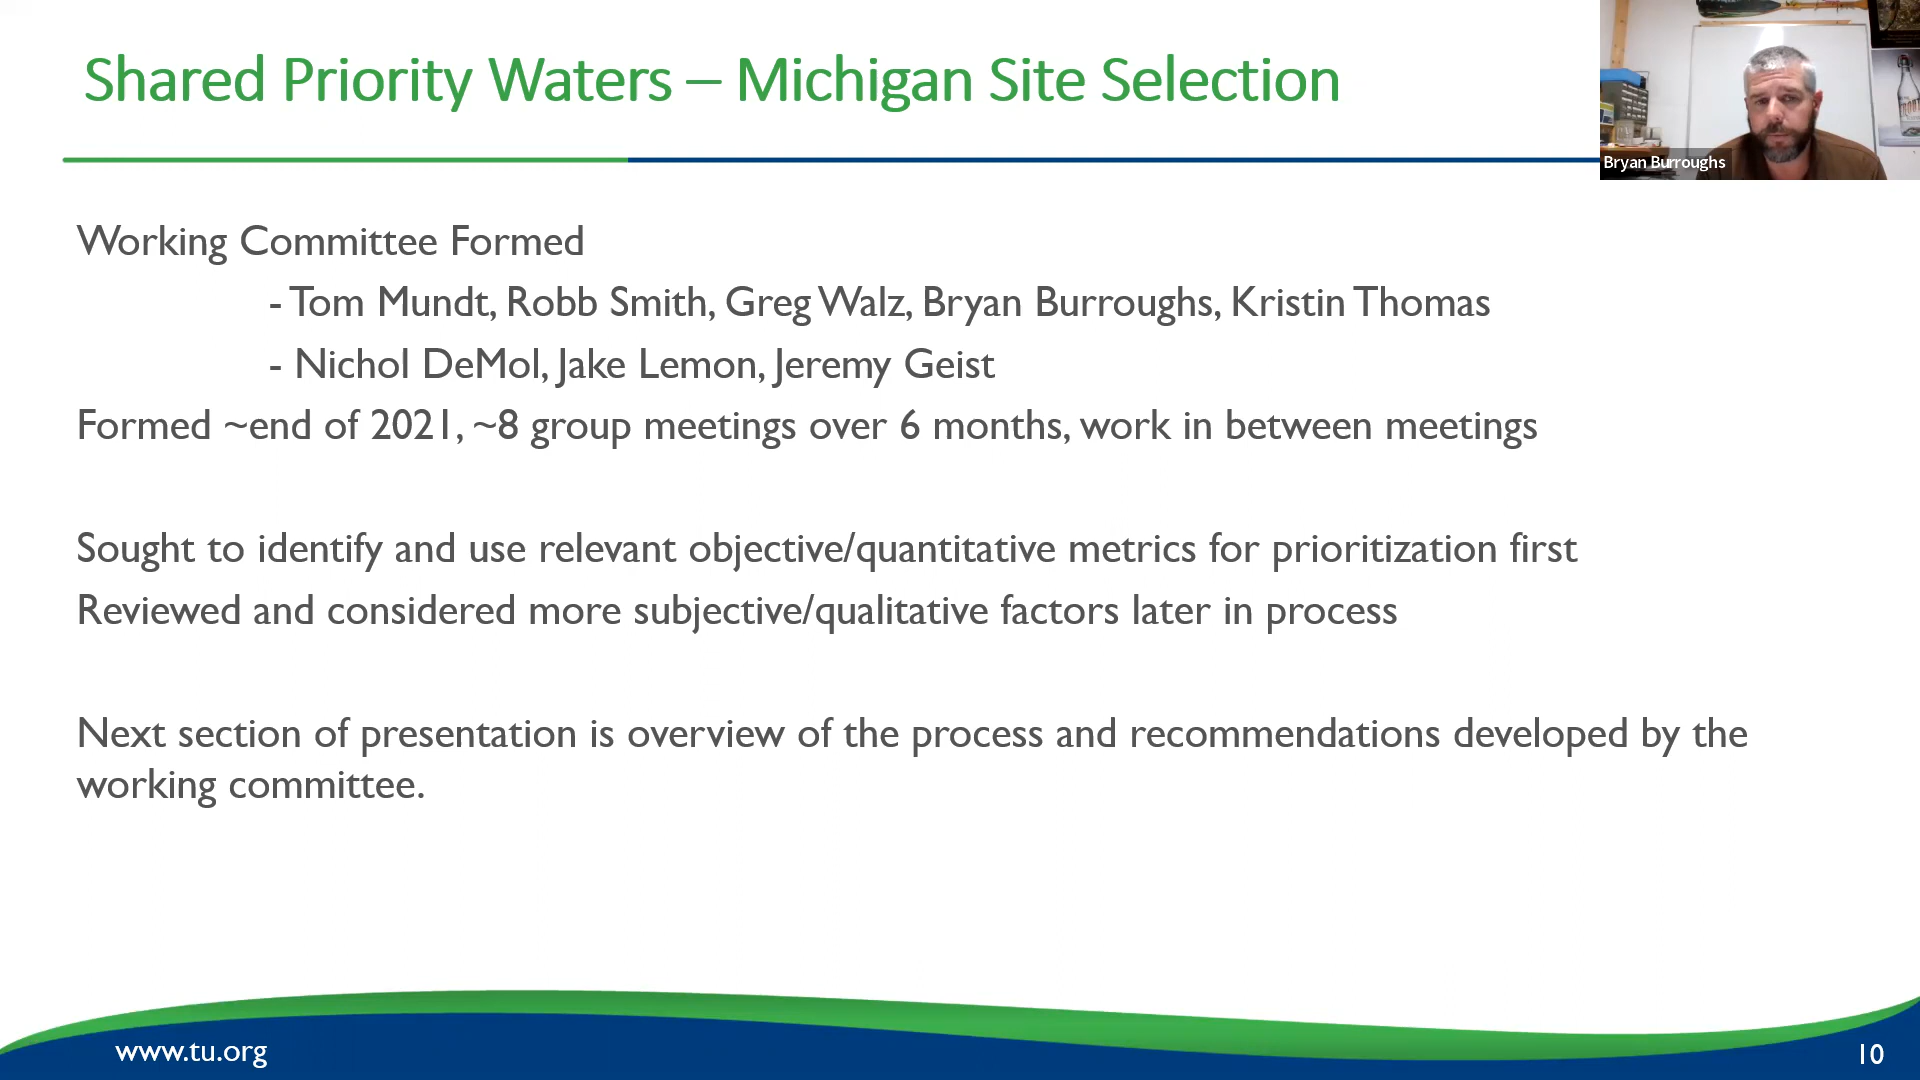 Shared Priority Waters – Michigan Site Selection
Bryan Burroughs
Working Committee Formed
- Tom Mundt, Robb Smith, Greg Walz, Bryan Burroughs, Kristin Thomas
- Nichol DeMol, Jake Lemon, Jeremy Geist
Formed ~end of 2021, ~8 group meetings over 6 months, work in between meetings
Sought to identify and use relevant objective/quantitative metrics for prioritization first
Reviewed and considered more subjective/qualitative factors later in process
Next section of presentation is overview of the process and recommendations developed by the
working committee.
www.tu.org
10